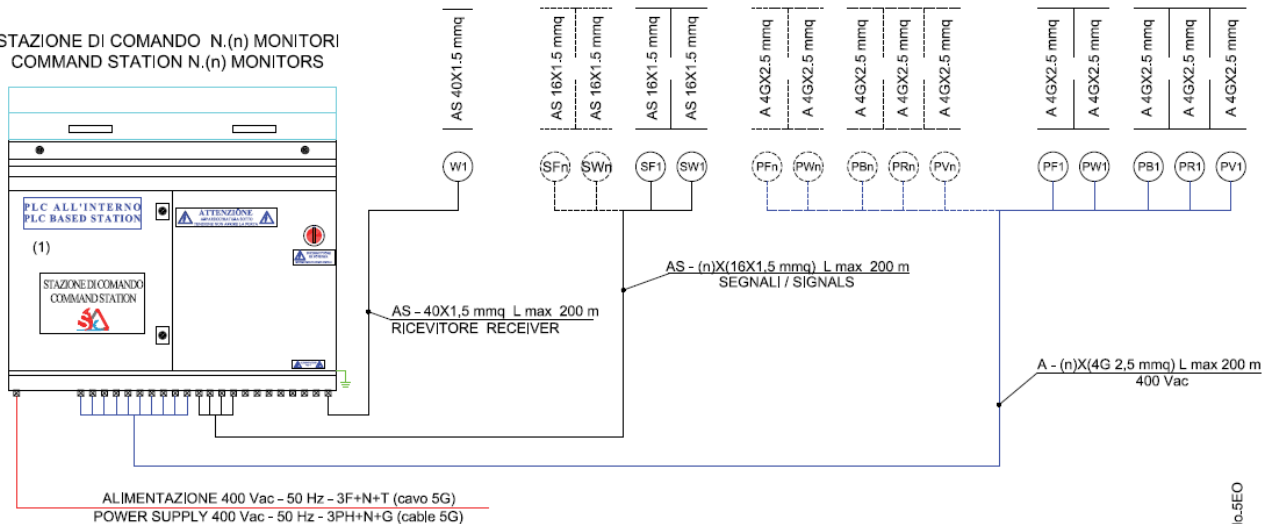 STAZIONE DI COMANDO N.(n) MONITORI
COMMAND STATION N.(n) MONITORS
AS 40X1.5 mmq
AS 16X1.5 mmq
AS 16X1.5 mmq
AS 16X1.5 mmq
AS 16X1.5 mmq
A 4GX2.5 mmq
A 4GX2.5 mmq
A 4GX2.5 mmq
A 4GX2.5 mmq
A 4GX2.5 mmq
A 4GX2.5 mmq
A 4GX2.5 mmq
A 4GX2.5 mmq
A 4GX2.5 mmq
A 4GX2.5 mmq
W1
SFn
SWn
SF1
SW1
PFn
PWn
PBn
PRn
PVn
PF1
PW1
PB1
PR1
PV1
PLC ALL'INTERNO
PLC BASED STATION
ATTENZIONE
(1)
STAZIONE DI COMANDO
COMMAND STATION
AS - 40X1,5 mmq L max 200 m
RICEVITORE RECEIVER
AS - (n)X(16X1,5 mmq) L max 200 m
SEGNALI / SIGNALS
A - (n)X(4G 2,5 mmq) L max 200 m
400 Vac
ALIMENTAZIONE 400 Vac - 50 Hz - 3F+N+T (cavo 5G)
POWER SUPPLY 400 Vac - 50 Hz - 3PH+N+G (cable 5G)
lo.5EO